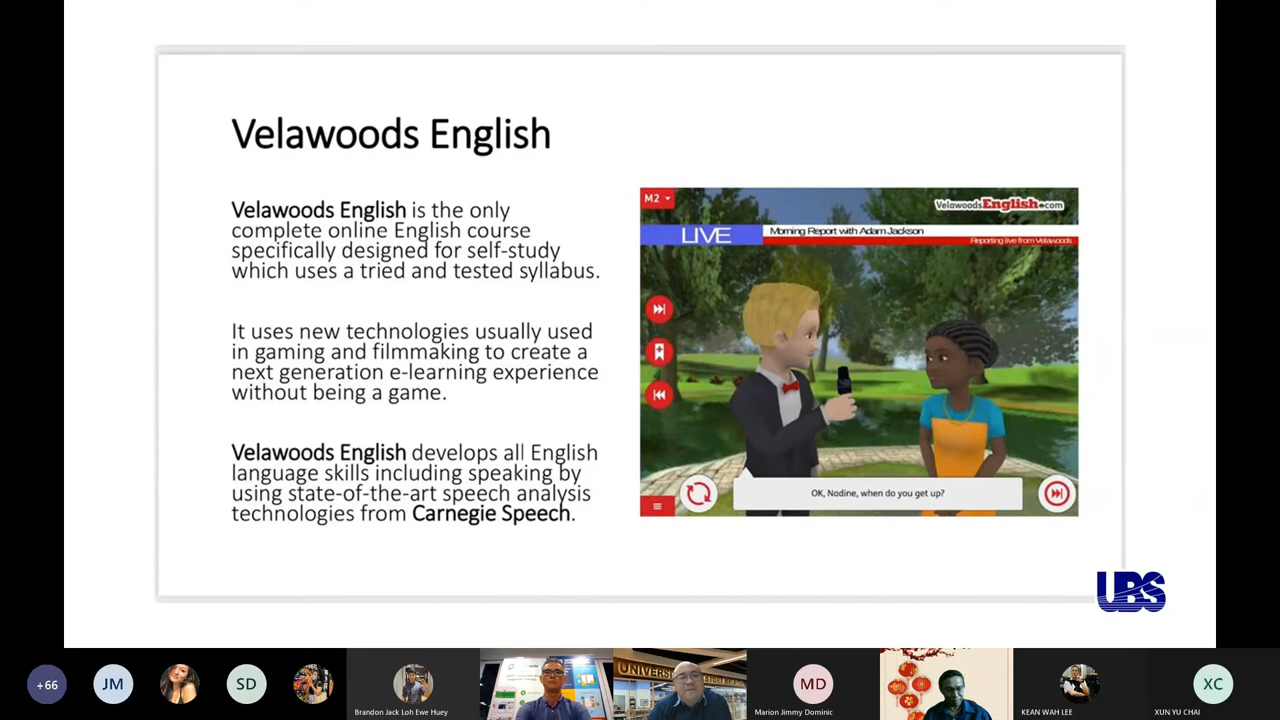 Velawoods English
Velawoods English is the only
complete online English course
specifically designed for self-study
which uses a tried and tested syllabus.
It uses new technologies usually used
in gaming and filmmaking to create a
next generation e-learning experience
without being a game.
Velawoods English develops all English
language skills including speaking by
using state-of-the-art speech analysis
technologies from Carnegie Speech.
M2
VelawoodsEnglish.com
LIVE
Morning Report with Adam Jackson
Reporting live from Velawoods
OK, Nadine, when do you get up?
UBS
+66
JM
SD
Brandon Jack Loh Ewe Huey
MD
Marion Jimmy Dominic
KEAN WAH LEE
XC
XUN YU CHAI